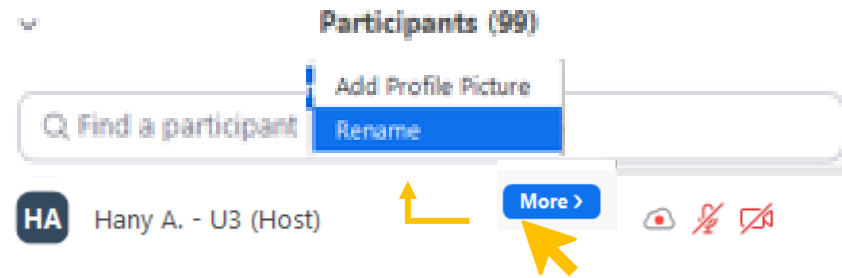 Participants (99)
Add Profile Picture
Find a participant
Rename
More >
HA
Hany A. - U3 (Host)